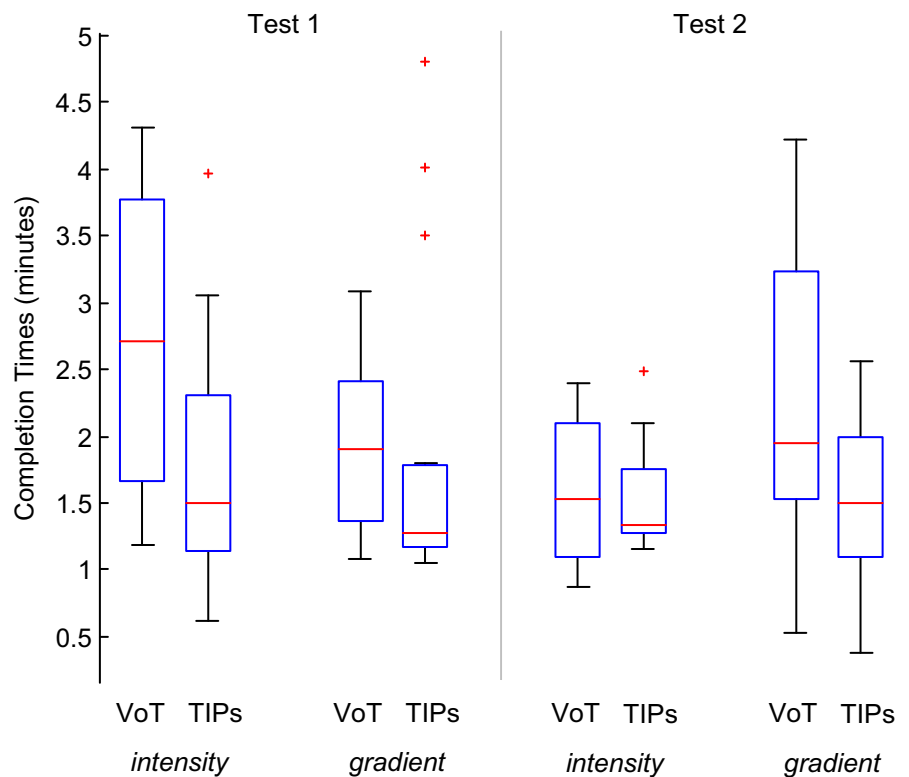 Test 1 Test 2
5
4.5
4
3.5
3
2.5
2
1.5
1
0.5
Completion Times (minutes)
VoT TIPs VoT TIPs VoT TIPs VoT TIPs
intensity gradient intensity gradient